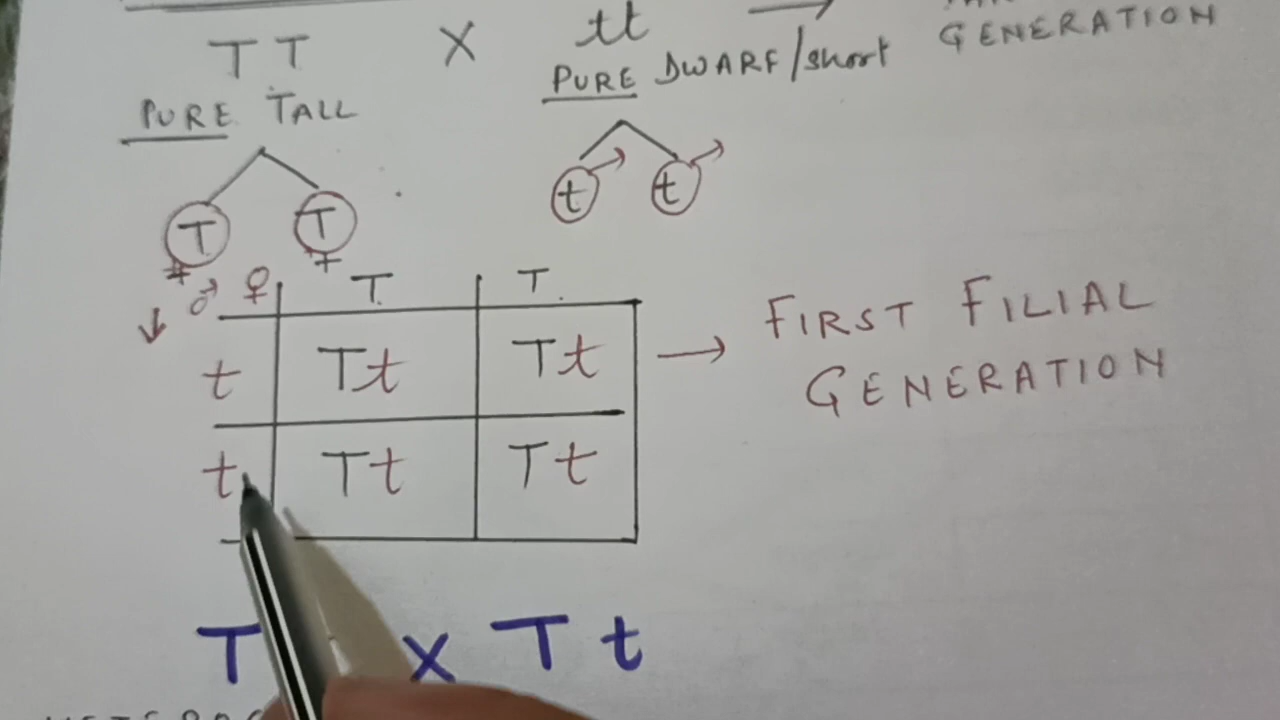 TT X tt →
GENERATION
PURE TALL PURE DWARF/short
T T t t
♂ ♀ T T
t Tt Tt → FIRST FILIAL
GENERATION
t Tt Tt
T X Tt